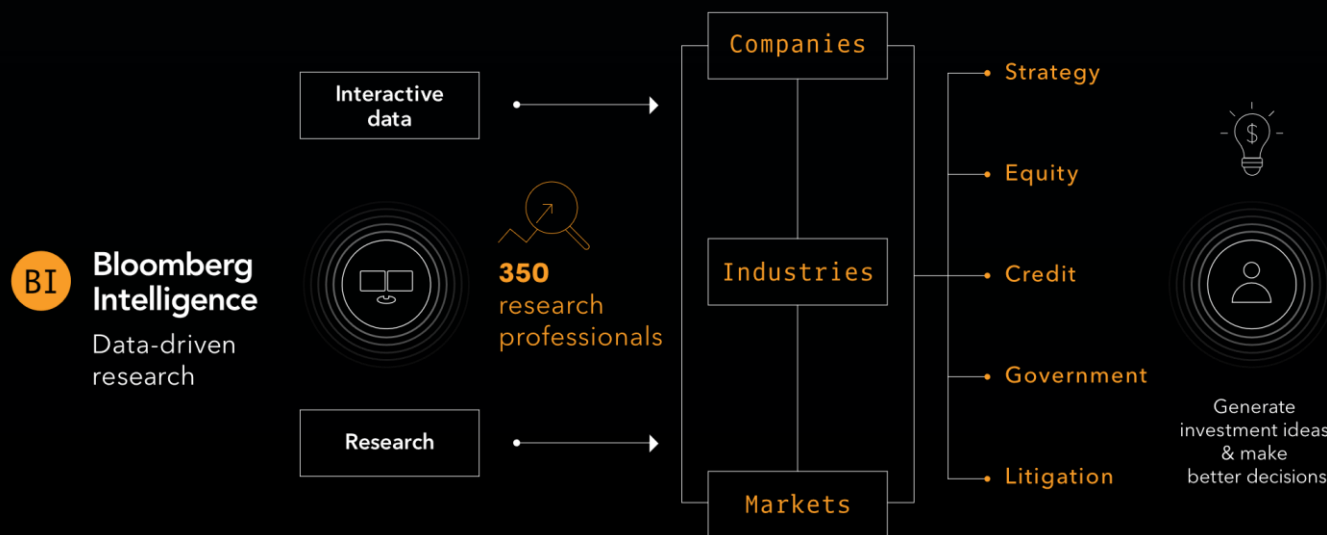 BI
Bloomberg
Intelligence
Data-driven
research
Interactive
data
350
research
professionals
Research
Companies
Industries
Markets
Strategy
Equity
Credit
Government
Litigation
$
Generate
investment ideas
& make
better decisions